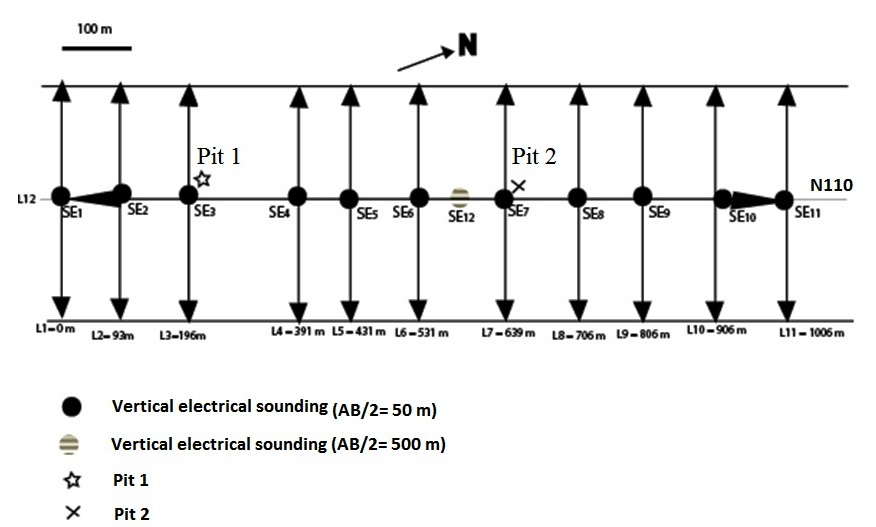 100 m
N
Pit 1
Pit 2
N110
L12
SE1
SE2
SE3
SE4
SE5
SE6
SE12
SE7
SE8
SE9
SE10
SE11
L1-0m
L2-93m
L3-196m
L4-391 m
L5-431 m
L6-531 m
L7-639 m
L8-706 m
L9-806 m
L10-906 m
L11-1006 m
Vertical electrical sounding (AB/2= 50 m)
Vertical electrical sounding (AB/2= 500 m)
Pit 1
Pit 2